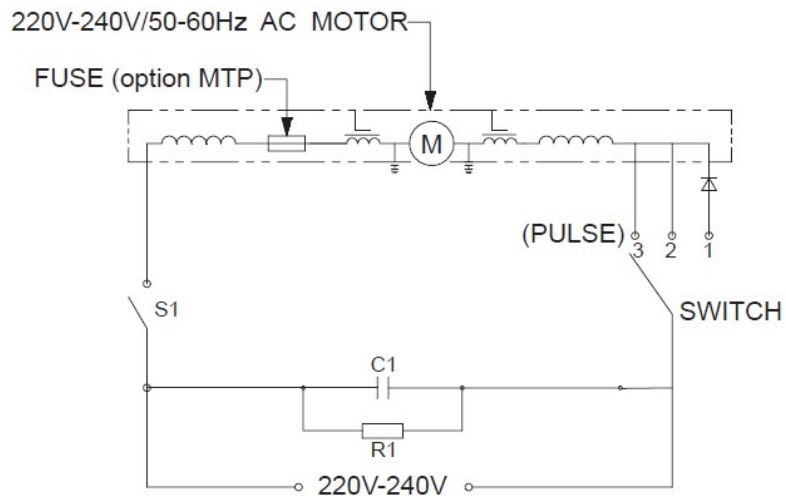 220V-240V/50-60Hz AC MOTOR
FUSE (option MTP)
M
(PULSE)
3 2 1
S1
SWITCH
C1
R1
220V-240V